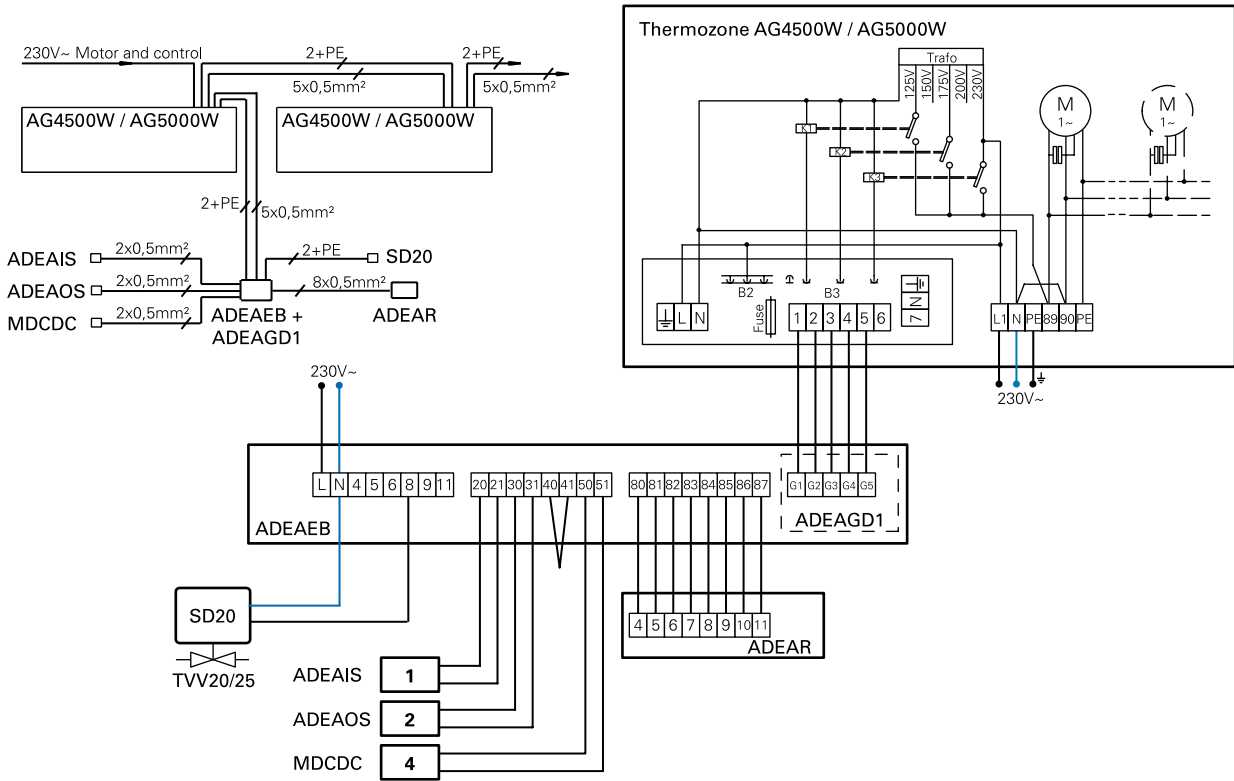 230V~ Motor and control
2+PE
5x0,5mm²
2+PE
5x0,5mm²
AG4500W / AG5000W
AG4500W / AG5000W
2+PE
5x0,5mm²
ADEAIS
2x0,5mm²
2+PE
SD20
ADEAOS
2x0,5mm²
8x0,5mm²
ADEAR
MDCDC
2x0,5mm²
ADEAEB +
ADEAGD1
Thermozone AG4500W / AG5000W
Trafo
125V
150V
175V
200V
230V
K1
K2
K3
M
1~
M
1~
B2
B3
Fuse
L N
1 2 3 4 5 6
7 N
L1 N PE 89 90 PE
230V~
230V~
L N 4 5 6 8 9 11
20 21 30 31 40 41 50 51
80 81 82 83 84 85 86 87
G1 G2 G3 G4 G5
ADEAEB
ADEAGD1
SD20
TVV20/25
4 5 6 7 8 9 10 11
ADEAR
ADEAIS
1
ADEAOS
2
MDCDC
4